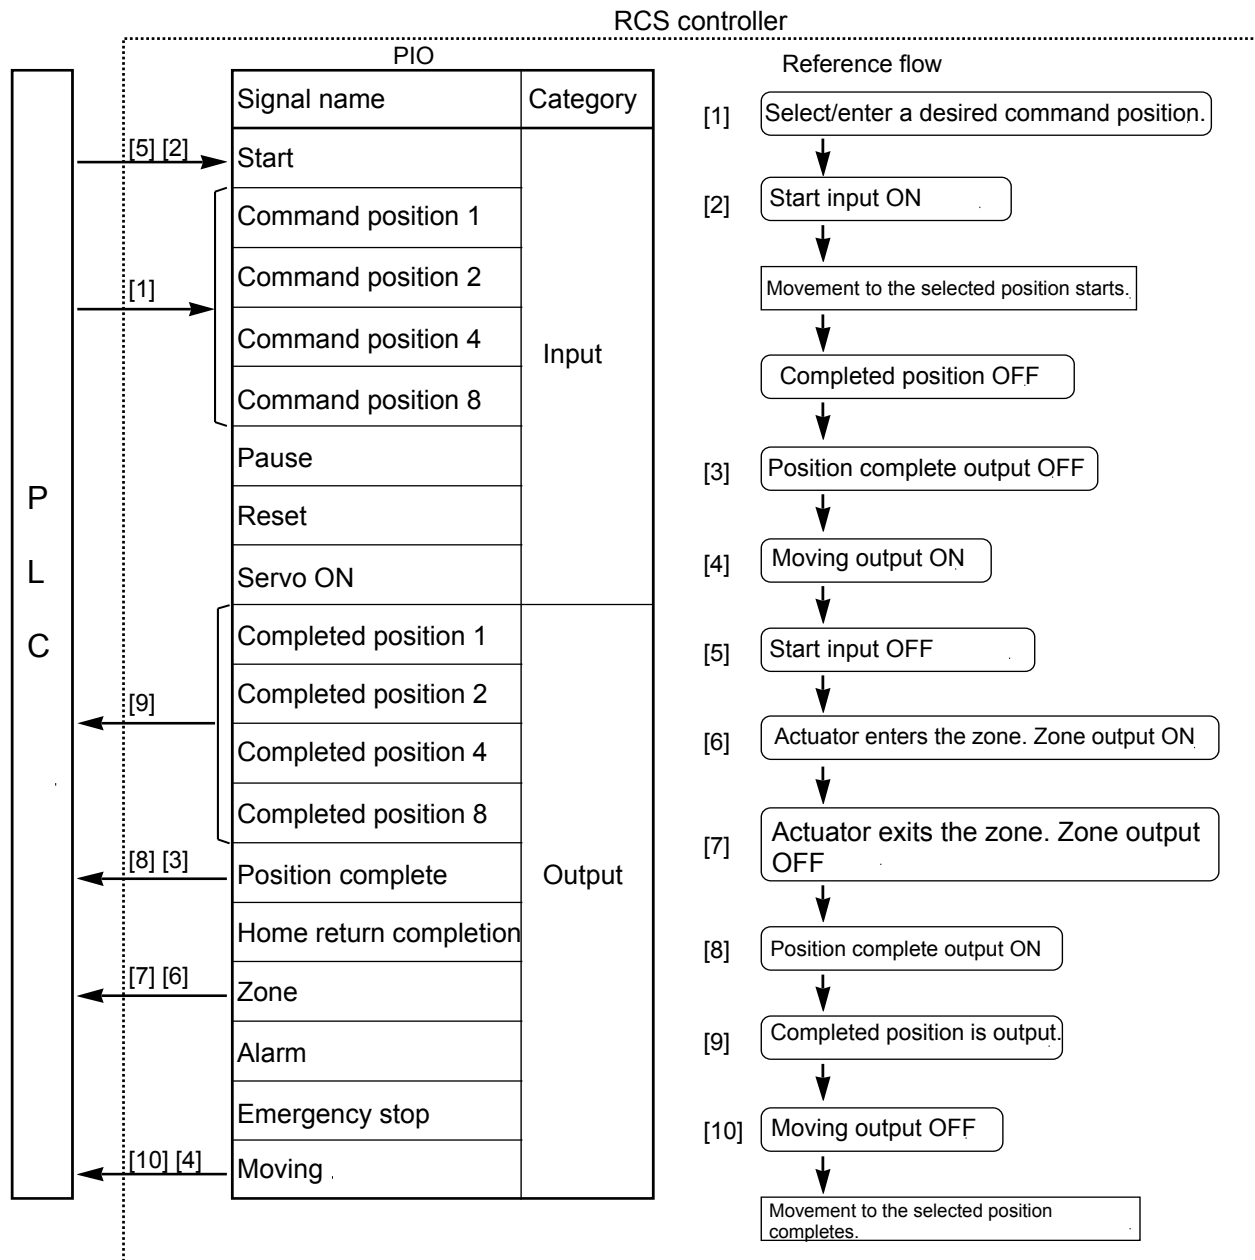 RCS controller
PIO
Signal name Category
[5] [2] Start
Command position 1
Command position 2
[1]
Command position 4
Command position 8
Input
Pause
Reset
Servo ON
P
L
C
Completed position 1
Completed position 2
[9]
Completed position 4
Completed position 8
[8] [3] Position complete
Output
Home return completion
[7] [6] Zone
Alarm
Emergency stop
[10] [4] Moving
Reference flow
[1] Select/enter a desired command position.
[2] Start input ON
Movement to the selected position starts.
Completed position OFF
[3] Position complete output OFF
[4] Moving output ON
[5] Start input OFF
[6] Actuator enters the zone. Zone output ON
[7] Actuator exits the zone. Zone output
OFF
[8] Position complete output ON
[9] Completed position is output.
[10] Moving output OFF
Movement to the selected position
completes.